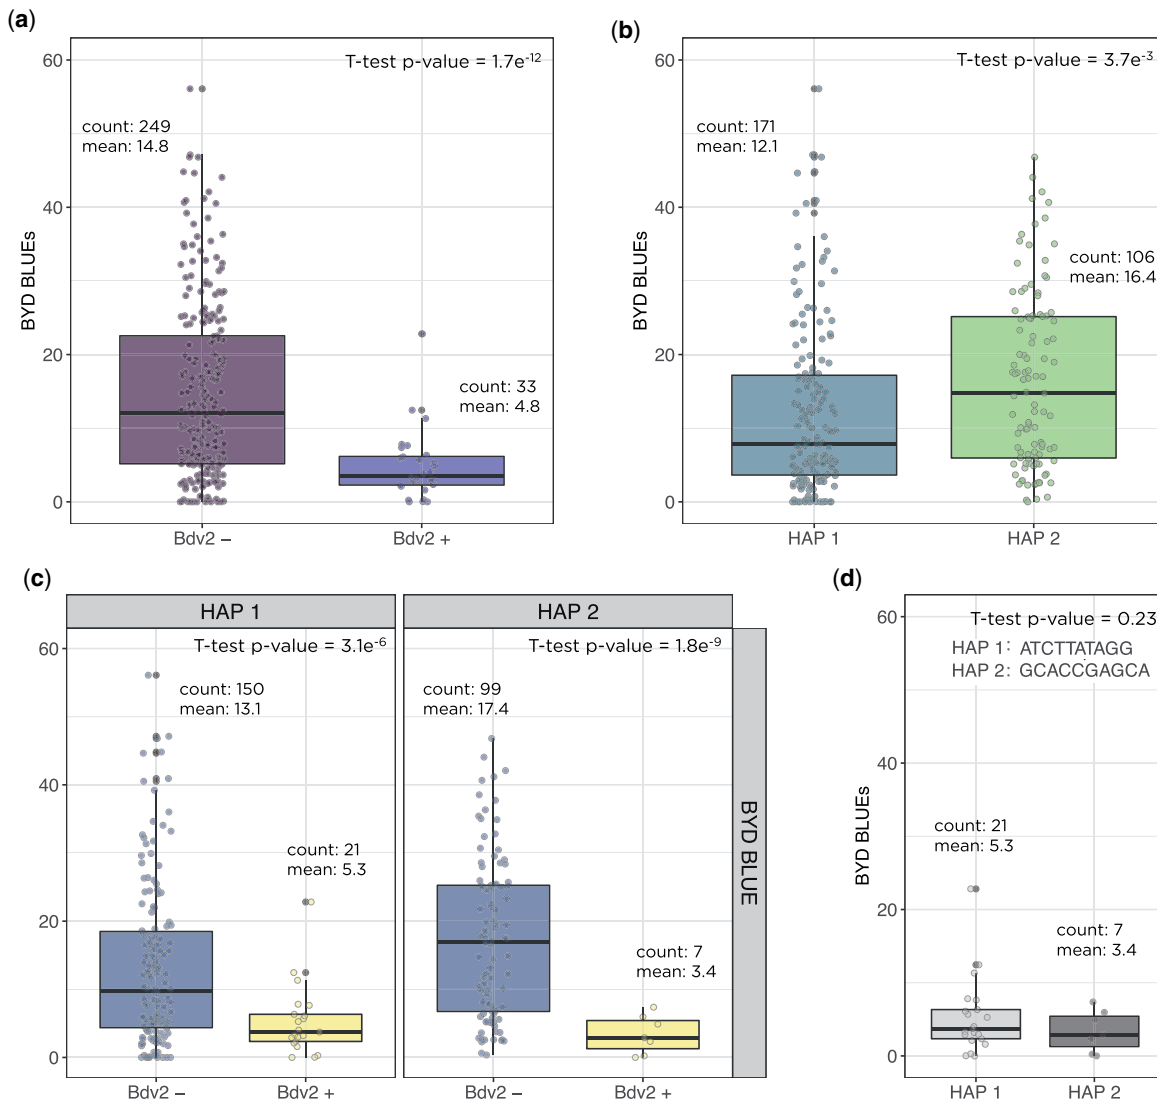 (a)
T-test p-value = 1.7e-12
count: 249
mean: 14.8
count: 33
mean: 4.8
BYD BLUEs
60
40
20
0
Bdv2 –
Bdv2 +
(b)
T-test p-value = 3.7e-3
count: 171
mean: 12.1
count: 106
mean: 16.4
BYD BLUEs
60
40
20
0
HAP 1
HAP 2
(c)
HAP 1
HAP 2
T-test p-value = 3.1e-6
T-test p-value = 1.8e-9
count: 150
mean: 13.1
count: 21
mean: 5.3
count: 99
mean: 17.4
count: 7
mean: 3.4
BYD BLUE
60
40
20
0
Bdv2 –
Bdv2 +
Bdv2 –
Bdv2 +
(d)
T-test p-value = 0.23
HAP 1: ATCTTATAGG
HAP 2: GCACCGAGCA
count: 21
mean: 5.3
count: 7
mean: 3.4
BYD BLUEs
60
40
20
0
HAP 1
HAP 2